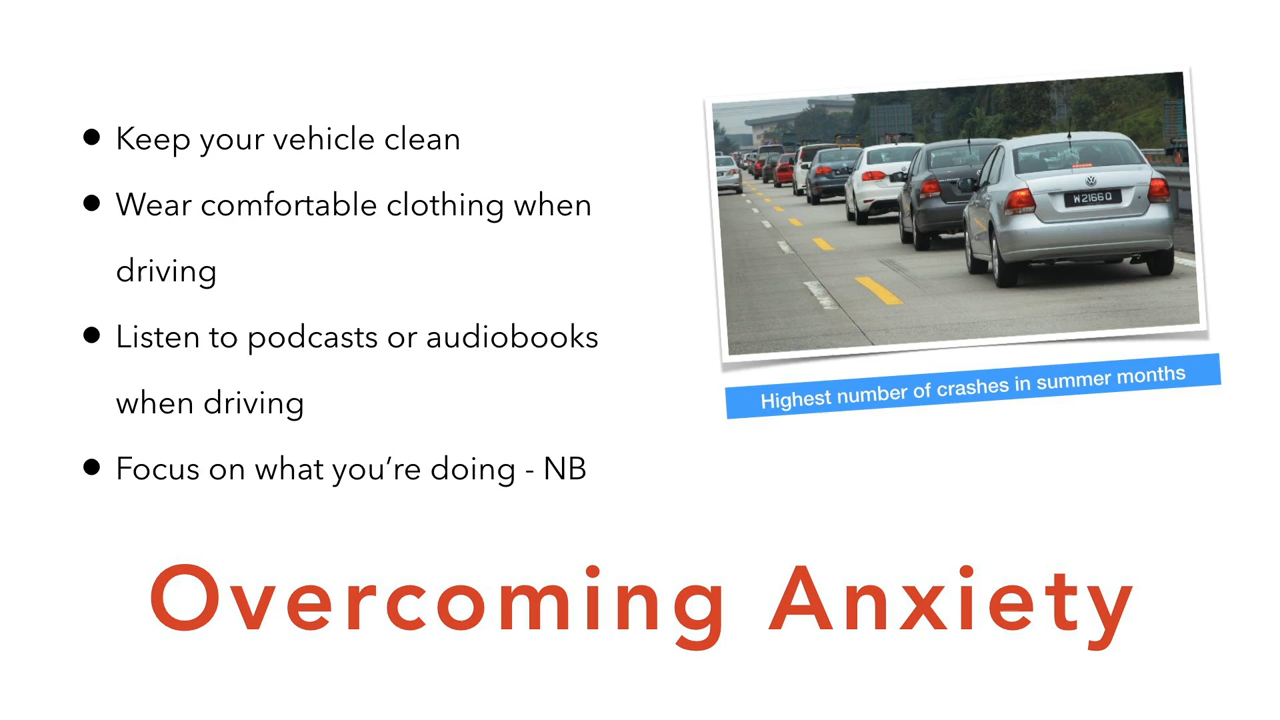 Keep your vehicle clean
Wear comfortable clothing when
driving
Listen to podcasts or audiobooks
when driving
Focus on what you're doing - NB
W2166Q
Highest number of crashes in summer months
Overcoming Anxiety